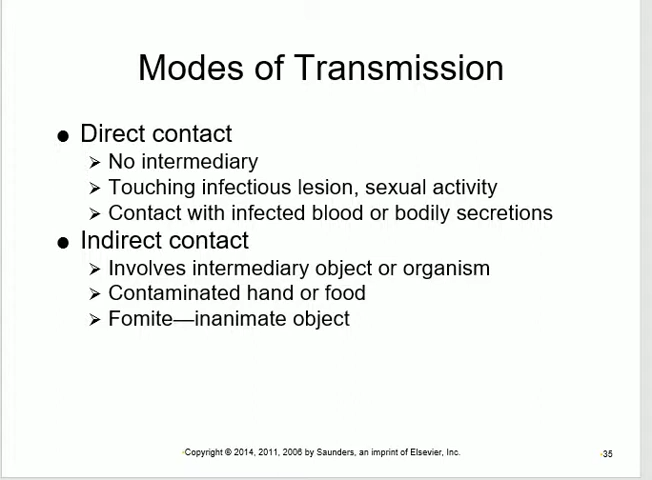 Modes of Transmission
● Direct contact
➢ No intermediary
➢ Touching infectious lesion, sexual activity
➢ Contact with infected blood or bodily secretions
● Indirect contact
➢ Involves intermediary object or organism
➢ Contaminated hand or food
➢ Fomite—inanimate object
Copyright © 2014, 2011, 2006 by Saunders, an imprint of Elsevier, Inc.
35